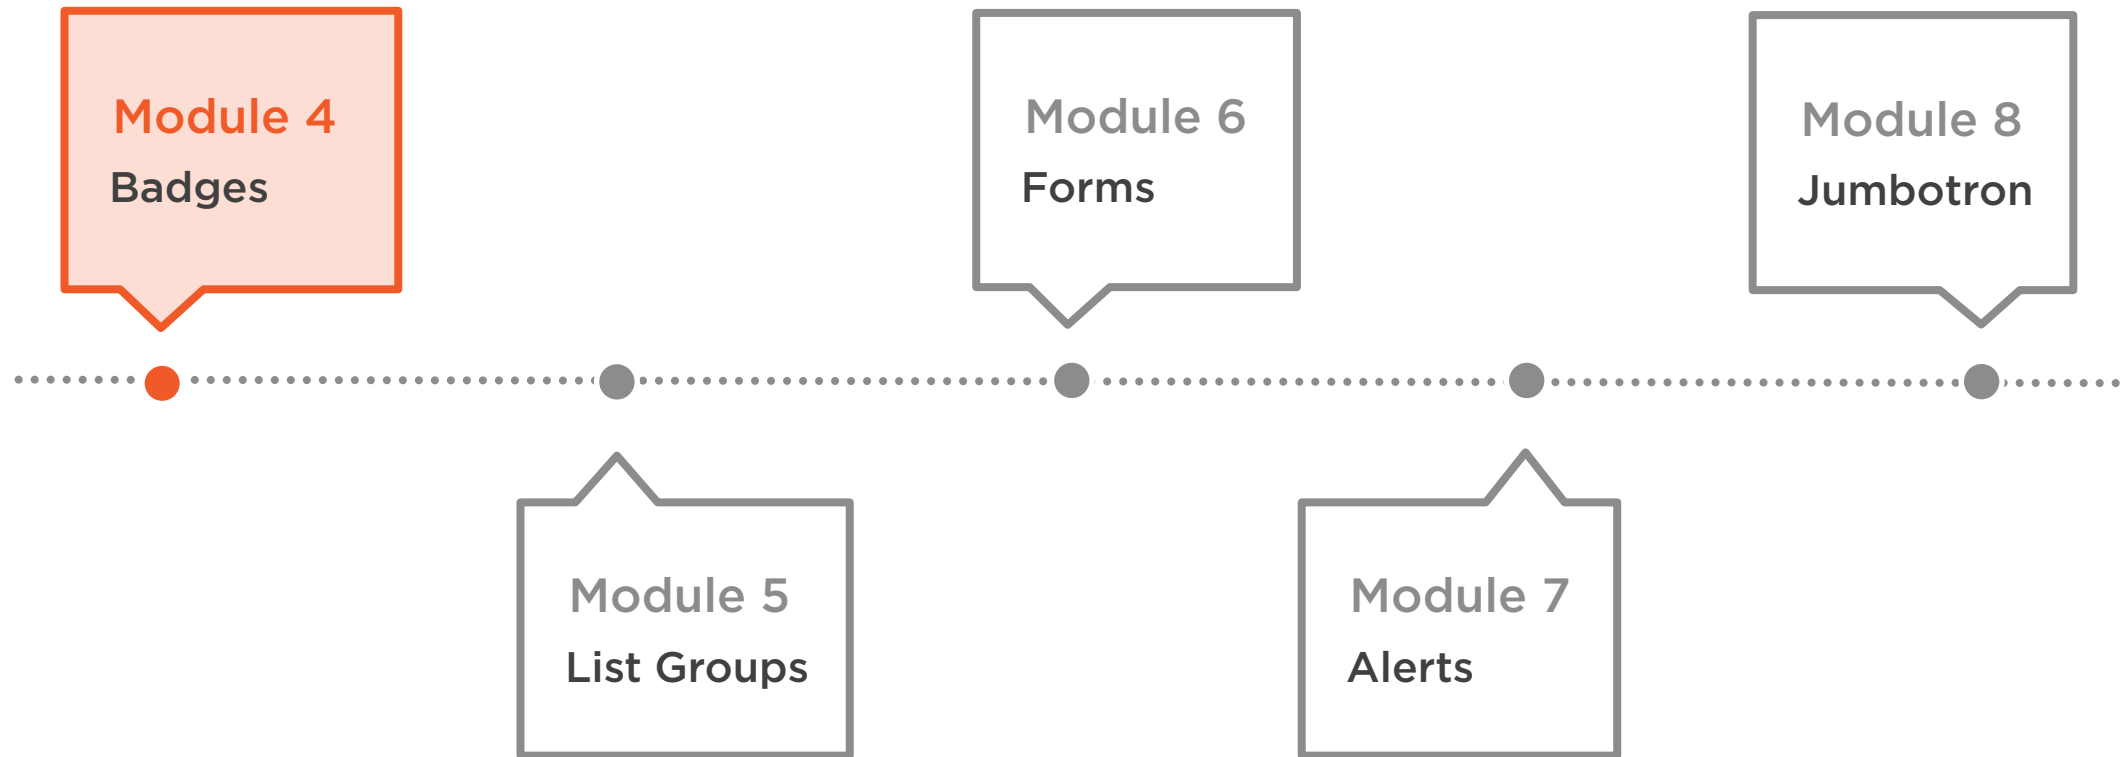 Module 4
Badges
Module 5
List Groups
Module 6
Forms
Module 7
Alerts
Module 8
Jumbotron